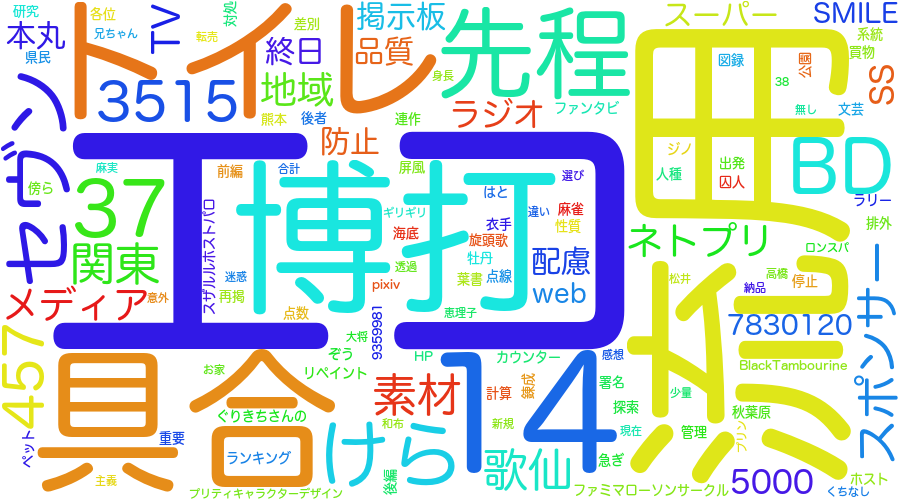 研究
各位
TV
対処
差別
掲示板
先程
スーパー
SMILE
本丸
兄ちゃん
転売
トイレ
終日
品質
系統
県民
図録
公園
買物
SS
セヴン
3515
地域
身長
ファンタビ
38
熊本
後者
連作
ラジオ
無し
文芸
防止
ジノ
出発
BD
麻実
前編
合計
屏風
選び
人種
囚人
ラリー
傍ら
37
エロ
博打
はと
ギリギリ
違い
麻雀
排外
スザルルホストパロ
海底
衣手
性質
ネトプリ
関東
迷惑
透過
旋頭歌
牡丹
配慮
ロンスパ
メディア
意外
再掲
pixiv
葉書
点線
web
松井
高橋
停止
納品
スポンサー
点数
恵理子
9359981
7830120
457
大将
お家
ぞう
HP
カウンター
感想
BlackTambourine
具合
リペイント
素材
14
計算
署名
少量
ぐりきちさんの
和布
新規
探索
秋葉原
ペット
重要
ランキング
けら
現在
管理
プリン
歌仙
急ぎ
主義
後編
5000
ホスト
プリティキャラクターデザイン
ファミマローソンサークル
くちなし